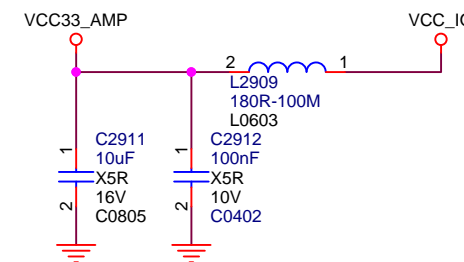 VCC33_AMP
VCC_IO
2
1
L2909
180R-100M
L0603
1
C2911
10uF
X5R
16V
C0805
2
1
C2912
100nF
X5R
10V
C0402
2